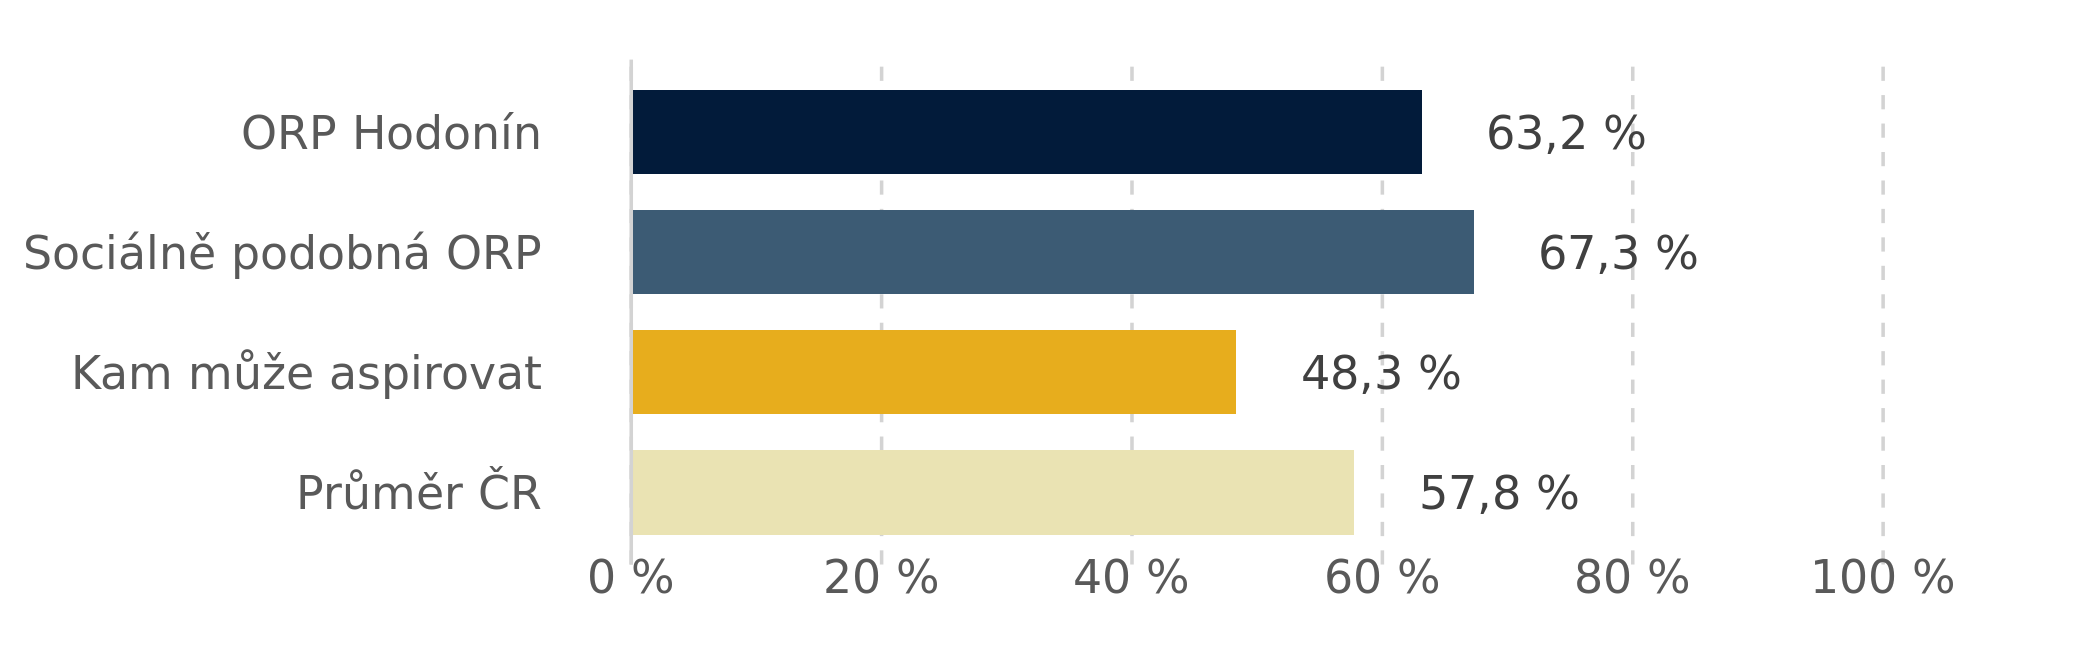 ORP Hodonín 63,2 %
Sociálně podobná ORP 67,3 %
Kam může aspirovat 48,3 %
Průměr ČR 57,8 %
0 % 20 % 40 % 60 % 80 % 100 %